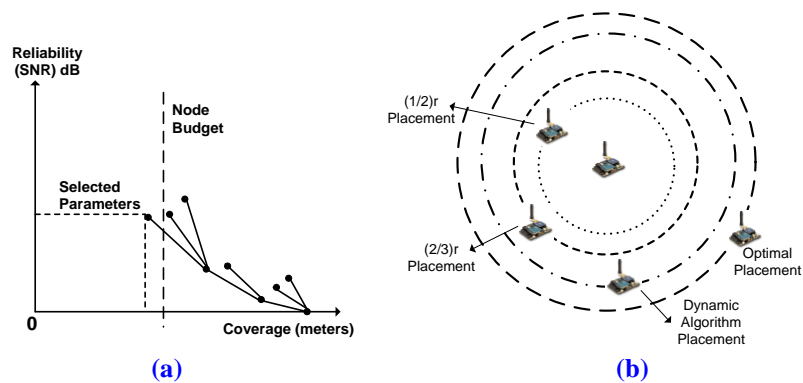 Reliability
(SNR) dB
Node
Budget
Selected
Parameters
0
Coverage (meters)
(a)
(1/2)r
Placement
(2/3)r
Placement
Optimal
Placement
Dynamic
Algorithm
Placement
(b)